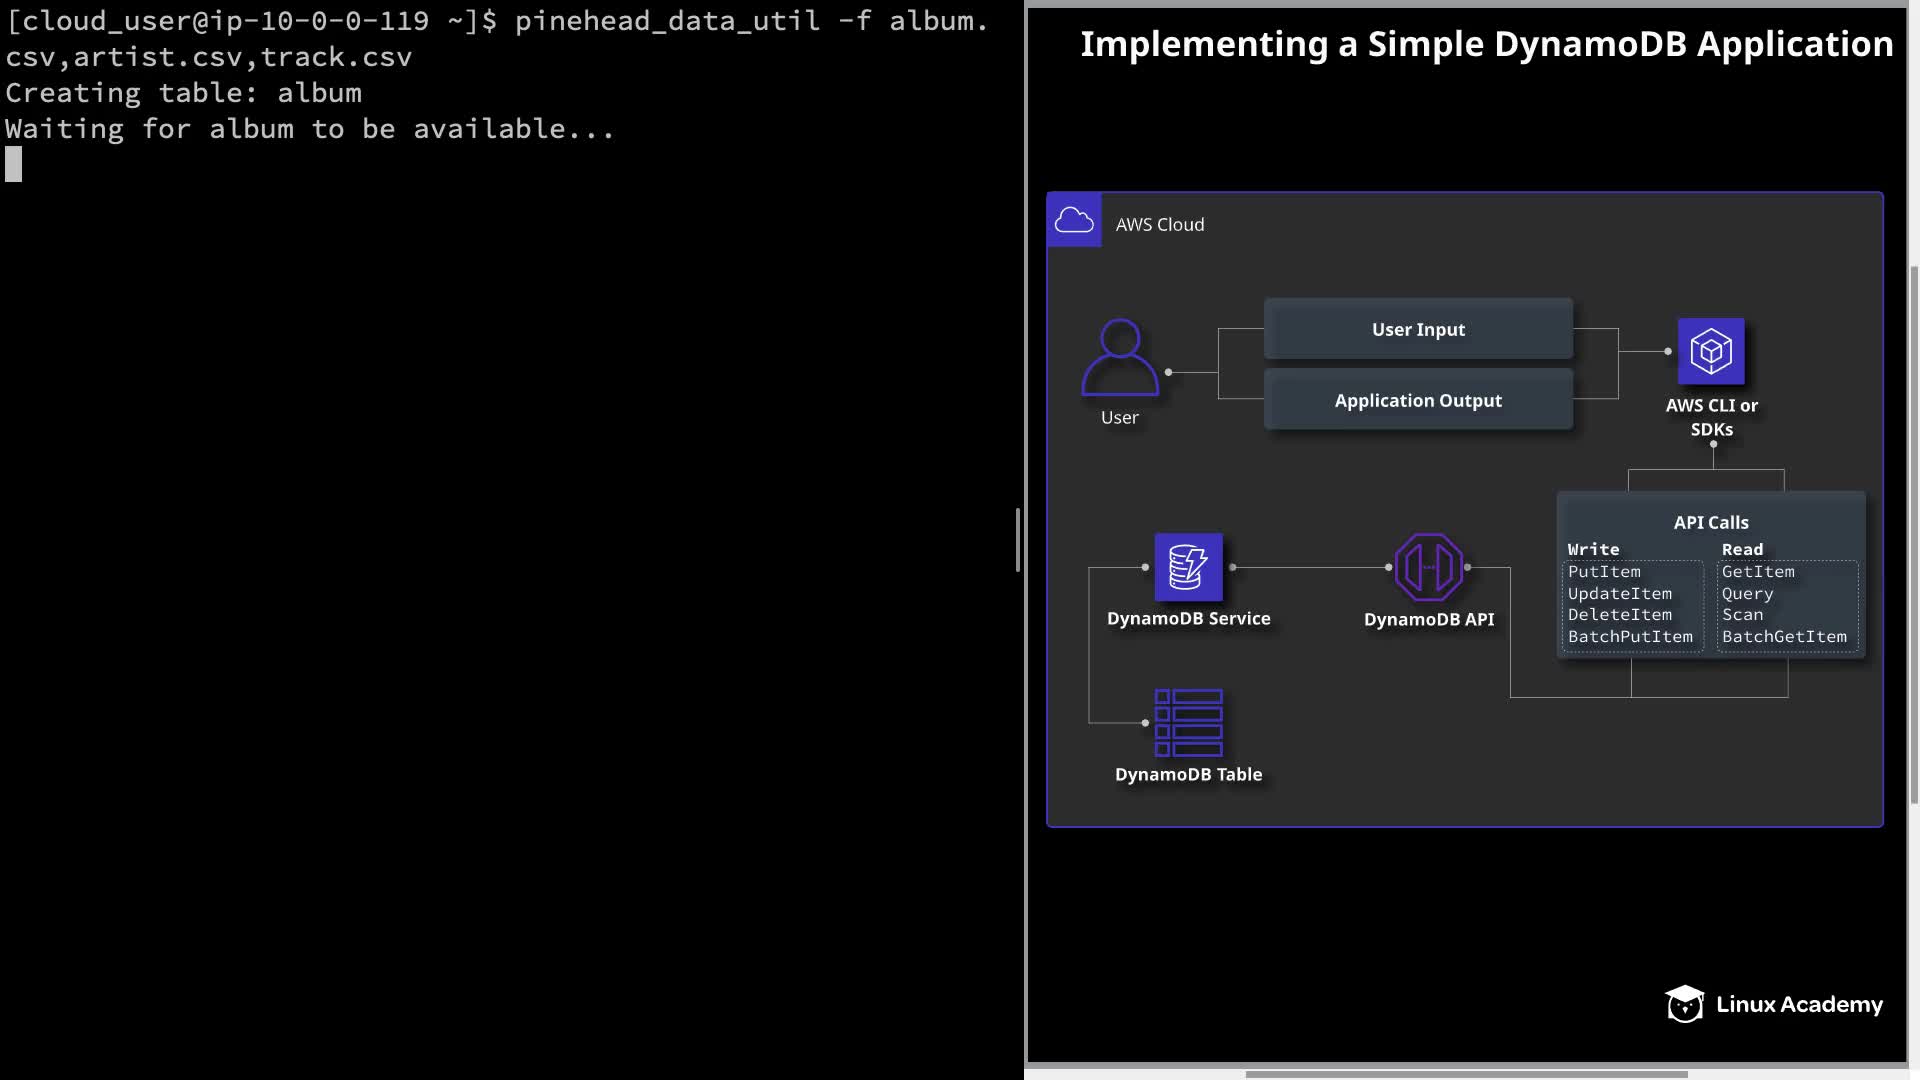 [cloud_user@ip-10-0-0-119 ~]$ pinehead_data_util -f album.
csv,artist.csv,track.csv
Creating table: album
Waiting for album to be available...
Implementing a Simple DynamoDB Application
AWS Cloud
User Input
Application Output
User
AWS CLI or
SDKs
API Calls
Write
PutItem
UpdateItem
DeleteItem
BatchPutItem
Read
GetItem
Query
Scan
BatchGetItem
DynamoDB Service
DynamoDB API
DynamoDB Table
Linux Academy